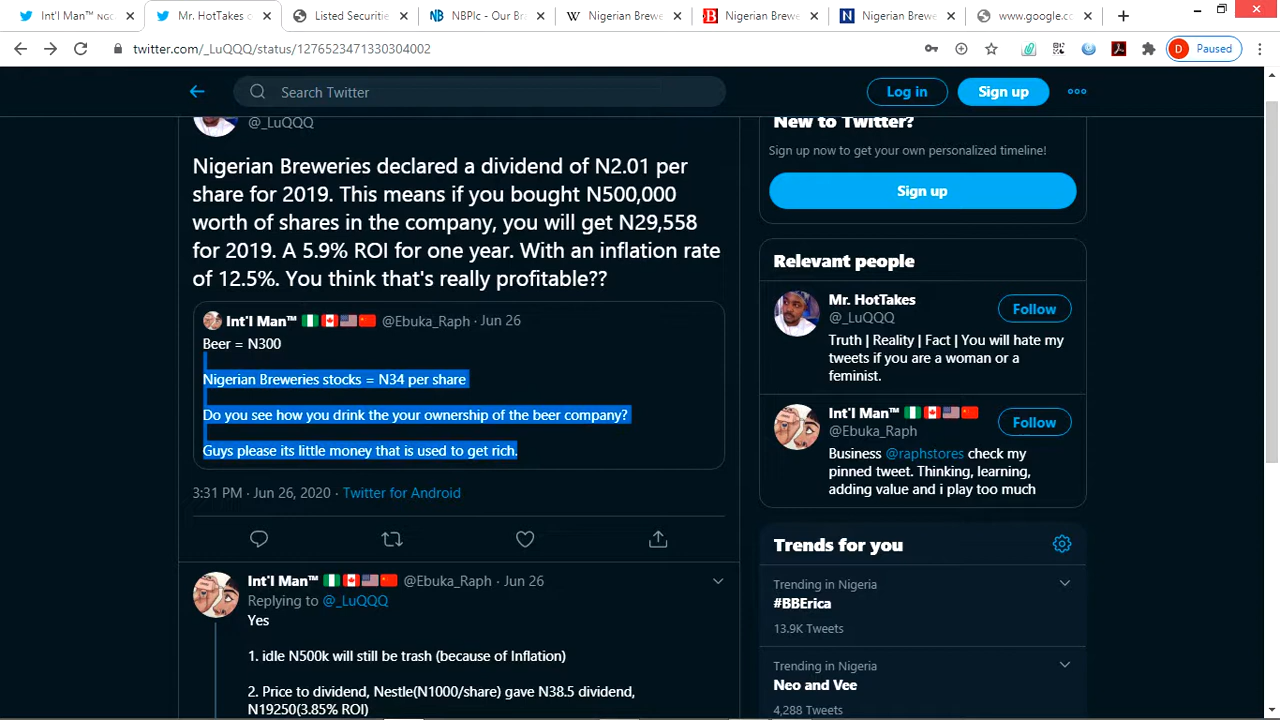 Int'l Man™ NGC
Mr. HotTakes c
Listed Securitie
NBPlc - Our Bra
Nigerian Brewe
Nigerian Brewe
Nigerian Brewe
www.google.cc
twitter.com/_LuQQQ/status/1276523471330304002
D Paused
Search Twitter
Log in
Sign up
@_LuQQQ
Nigerian Breweries declared a dividend of N2.01 per
share for 2019. This means if you bought N500,000
worth of shares in the company, you will get N29,558
for 2019. A 5.9% ROI for one year. With an inflation rate
of 12.5%. You think that's really profitable??
Int'l Man™ @Ebuka_Raph · Jun 26
Beer = N300
Nigerian Breweries stocks = N34 per share
Do you see how you drink the your ownership of the beer company?
Guys please its little money that is used to get rich.
3:31 PM · Jun 26, 2020 · Twitter for Android
Int'l Man™ @Ebuka_Raph · Jun 26
Replying to @_LuQQQ
Yes
1. idle N500k will still be trash (because of Inflation)
2. Price to dividend, Nestle(N1000/share) gave N38.5 dividend,
N19250(3.85% ROI)
New to Twitter?
Sign up now to get your own personalized timeline!
Sign up
Relevant people
Mr. HotTakes
@_LuQQQ
Follow
Truth | Reality | Fact | You will hate my
tweets if you are a woman or a
feminist.
Int'l Man™
@Ebuka_Raph
Follow
Business @raphstores check my
pinned tweet. Thinking, learning,
adding value and i play too much
Trends for you
Trending in Nigeria
#BBErica
13.9K Tweets
Trending in Nigeria
Neo and Vee
4,288 Tweets